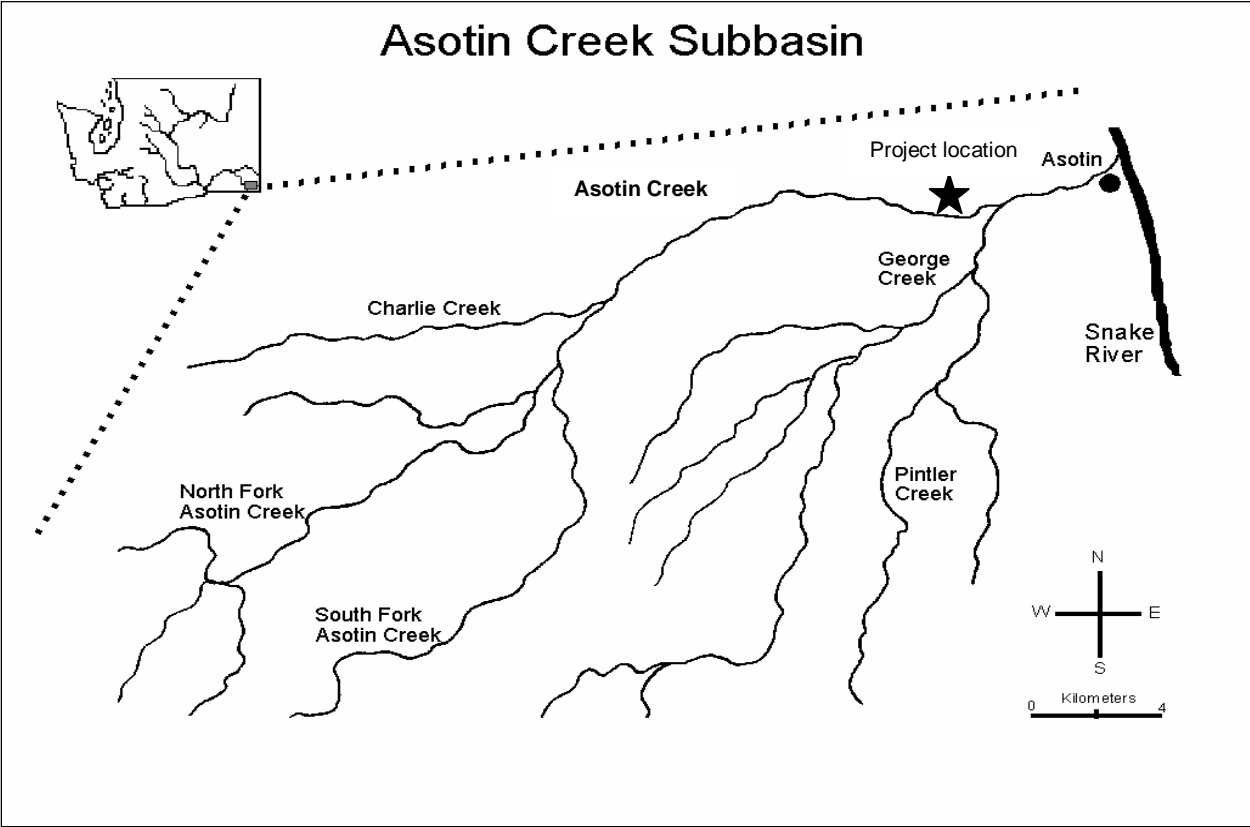 Asotin Creek Subbasin
Project location
Asotin
Asotin Creek
George
Creek
Charlie Creek
Snake
River
Pintler
Creek
North Fork
Asotin Creek
South Fork
Asotin Creek
N
W
E
S
Kilometers
0
4